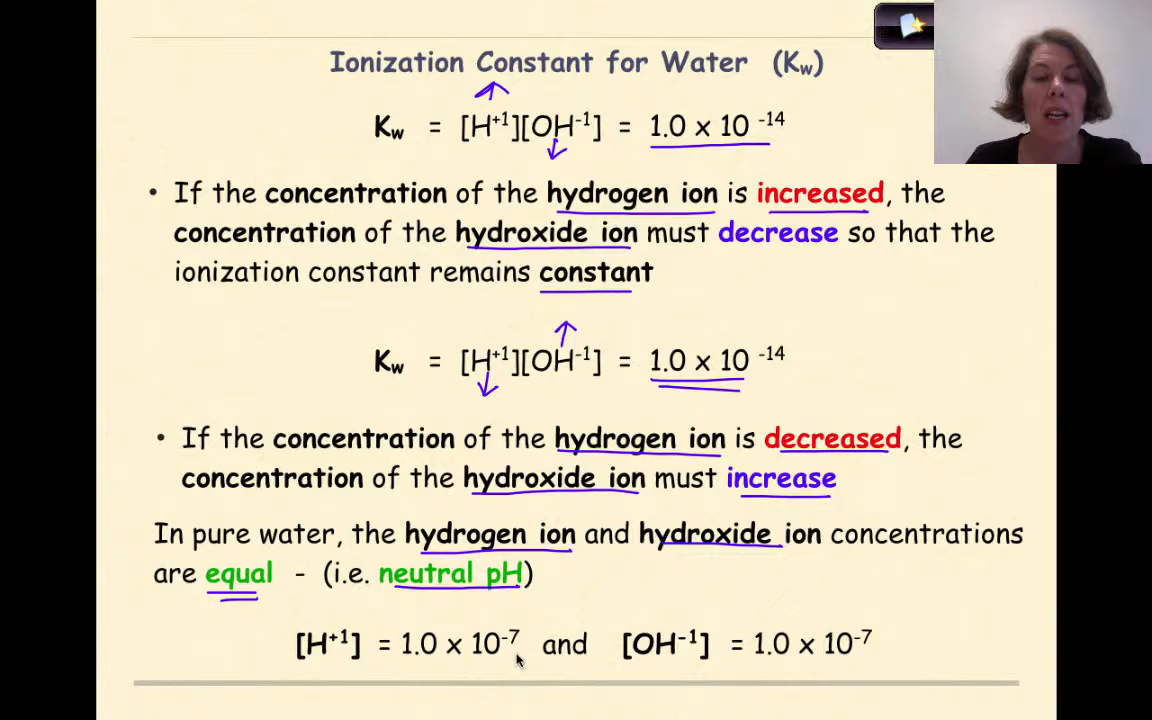 Ionization Constant for Water (Kw)
Kw = [H⁺¹][OH⁻¹] = 1.0 x 10 ⁻¹⁴
• If the concentration of the hydrogen ion is increased, the
concentration of the hydroxide ion must decrease so that the
ionization constant remains constant
Kw = [H⁺¹][OH⁻¹] = 1.0 x 10 ⁻¹⁴
• If the concentration of the hydrogen ion is decreased, the
concentration of the hydroxide ion must increase
In pure water, the hydrogen ion and hydroxide ion concentrations
are equal - (i.e. neutral pH)
[H⁺¹] = 1.0 x 10⁻⁷ and [OH⁻¹] = 1.0 x 10⁻⁷